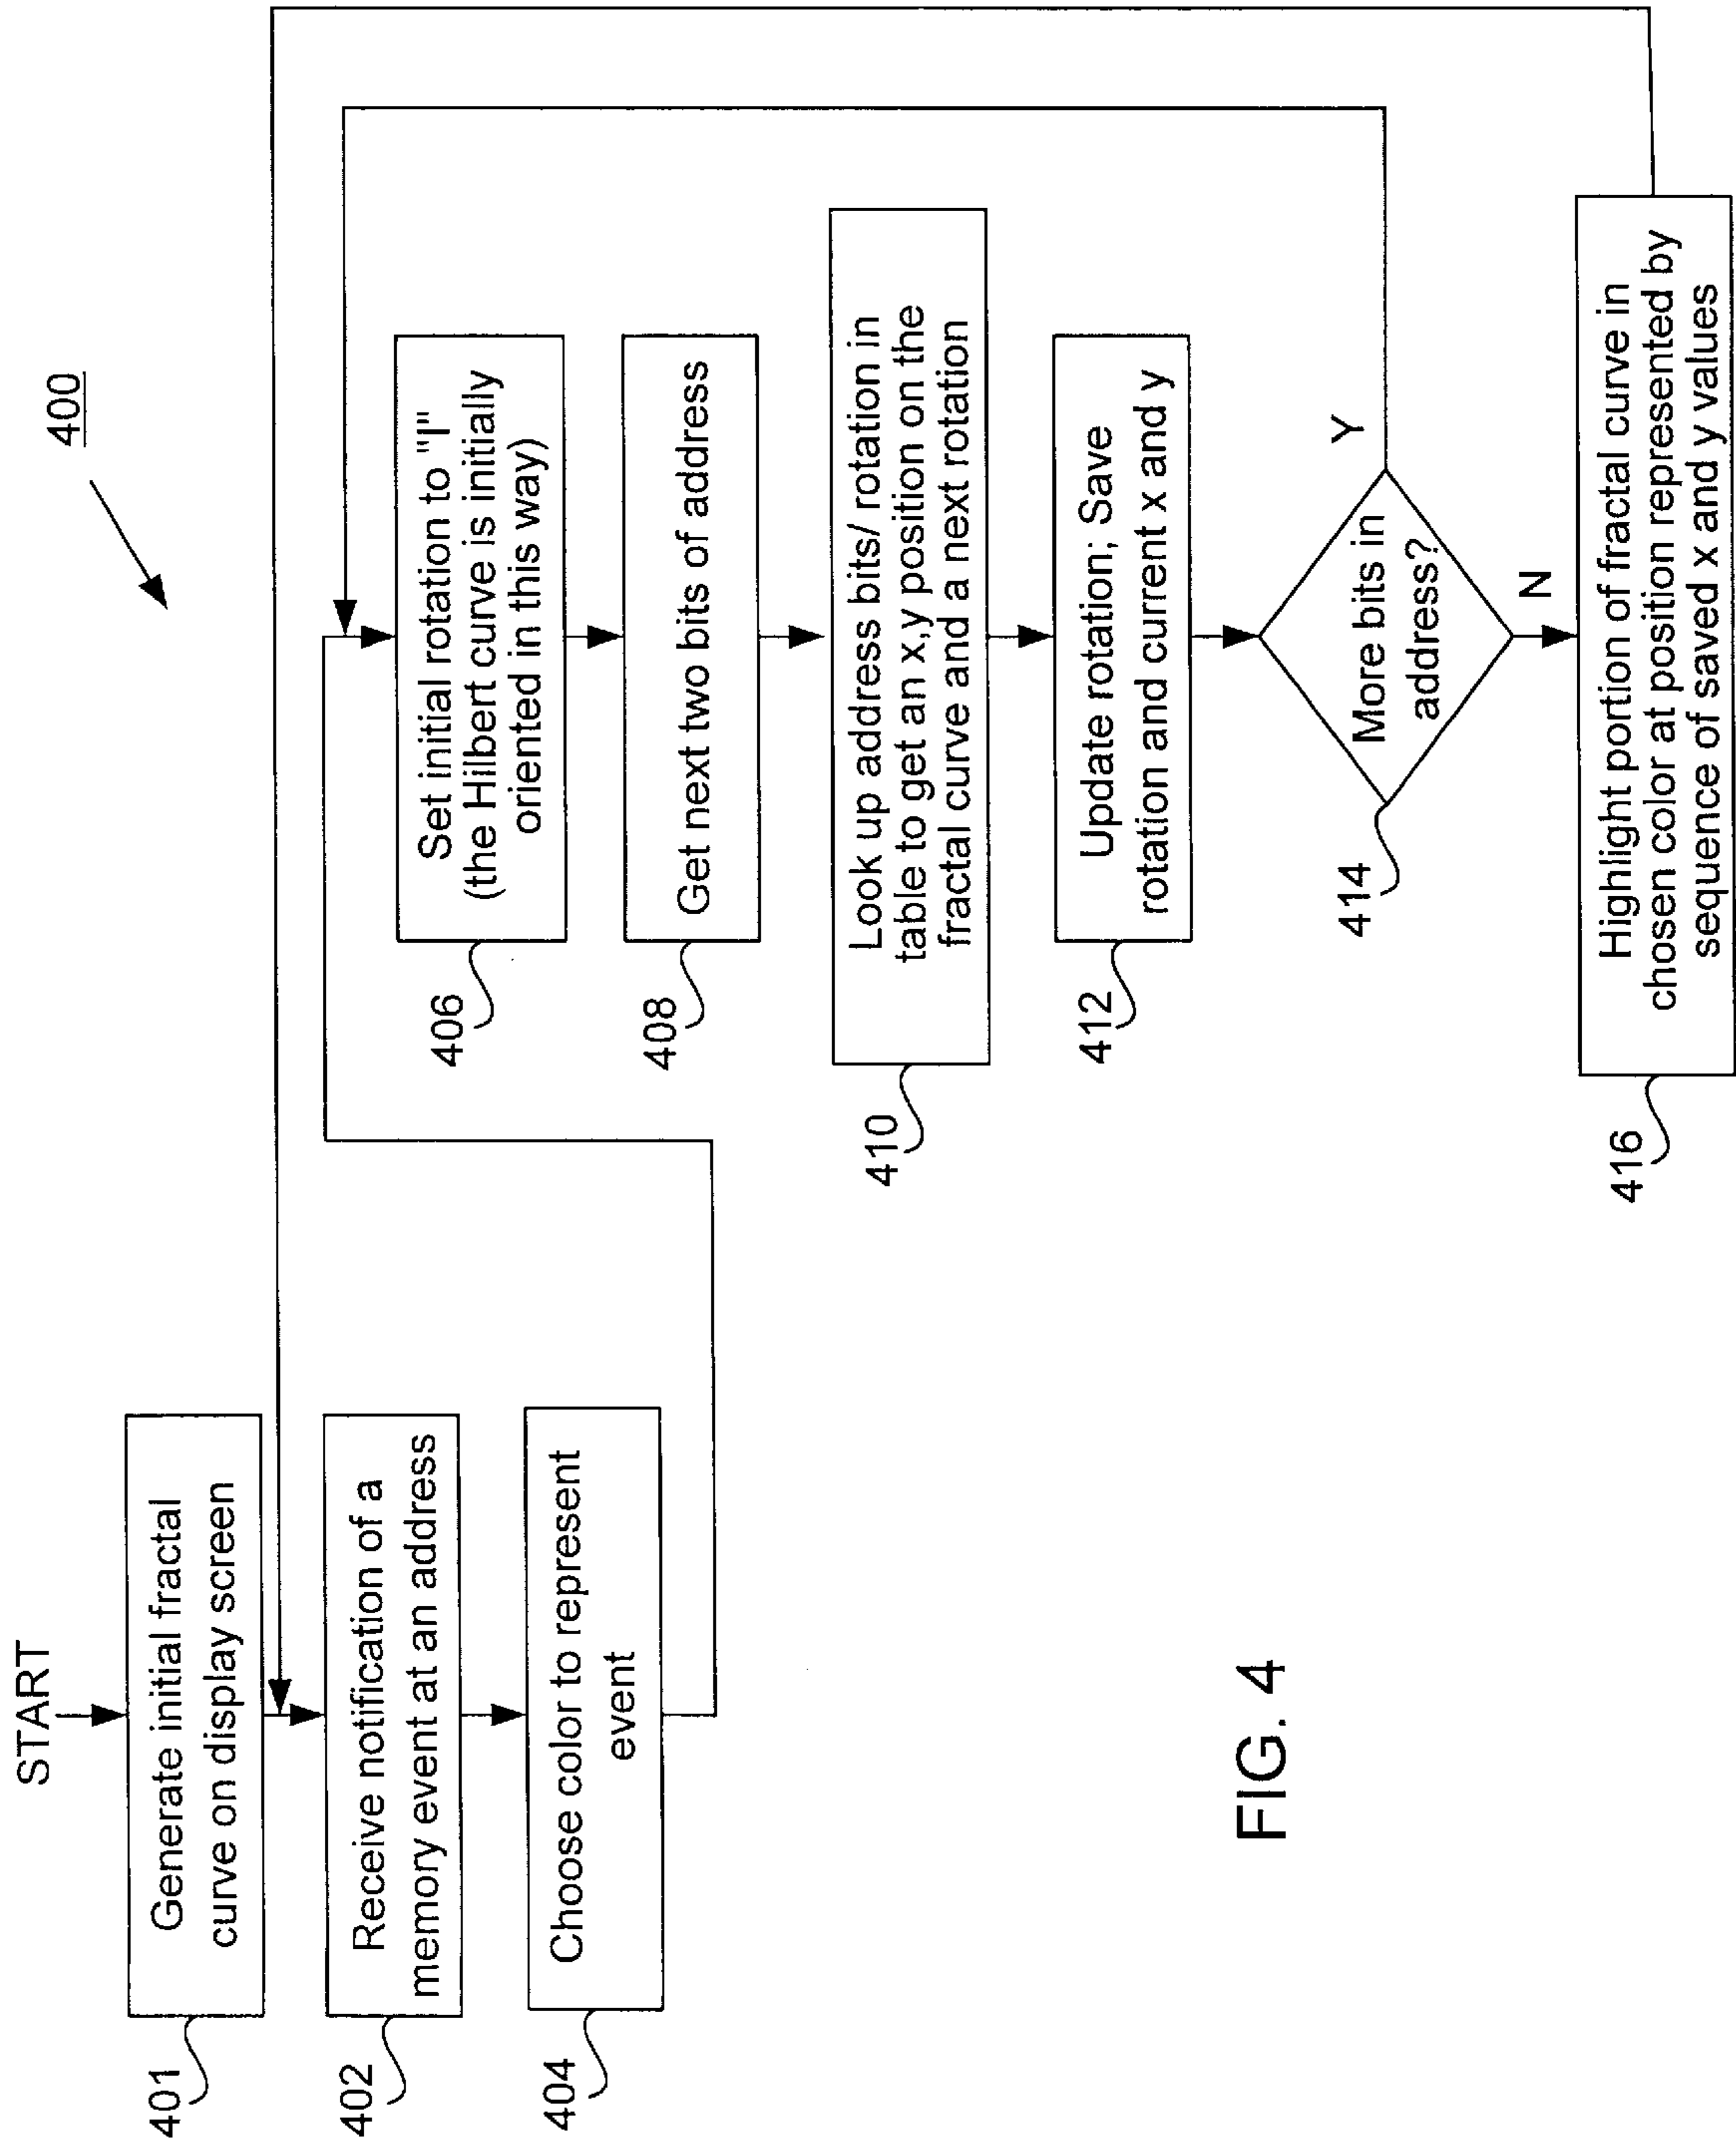 400
START
Generate initial fractal
curve on display screen
401
Receive notification of a
memory event at an address
402
Choose color to represent
event
404
Set initial rotation to "I"
(the Hilbert curve is initially
oriented in this way)
406
Get next two bits of address
408
Look up address bits/ rotation in
table to get an x,y position on the
fractal curve and a next rotation
410
Update rotation; Save
rotation and current x and y
412
More bits in
address?
414
Y
N
Highlight portion of fractal curve in
chosen color at position represented by
sequence of saved x and y values
416
FIG. 4